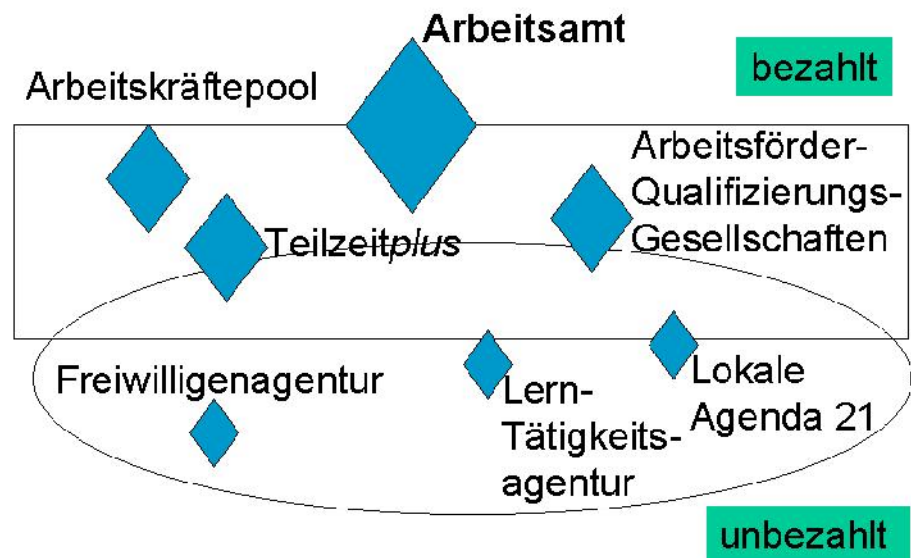 Arbeitsamt
bezahlt
Arbeitskräftepool
Arbeitsförder-
Qualifizierungs-
Gesellschaften
Teilzeitplus
Freiwilligenagentur
Lern-
Tätigkeits-
agentur
Lokale
Agenda 21
unbezahlt